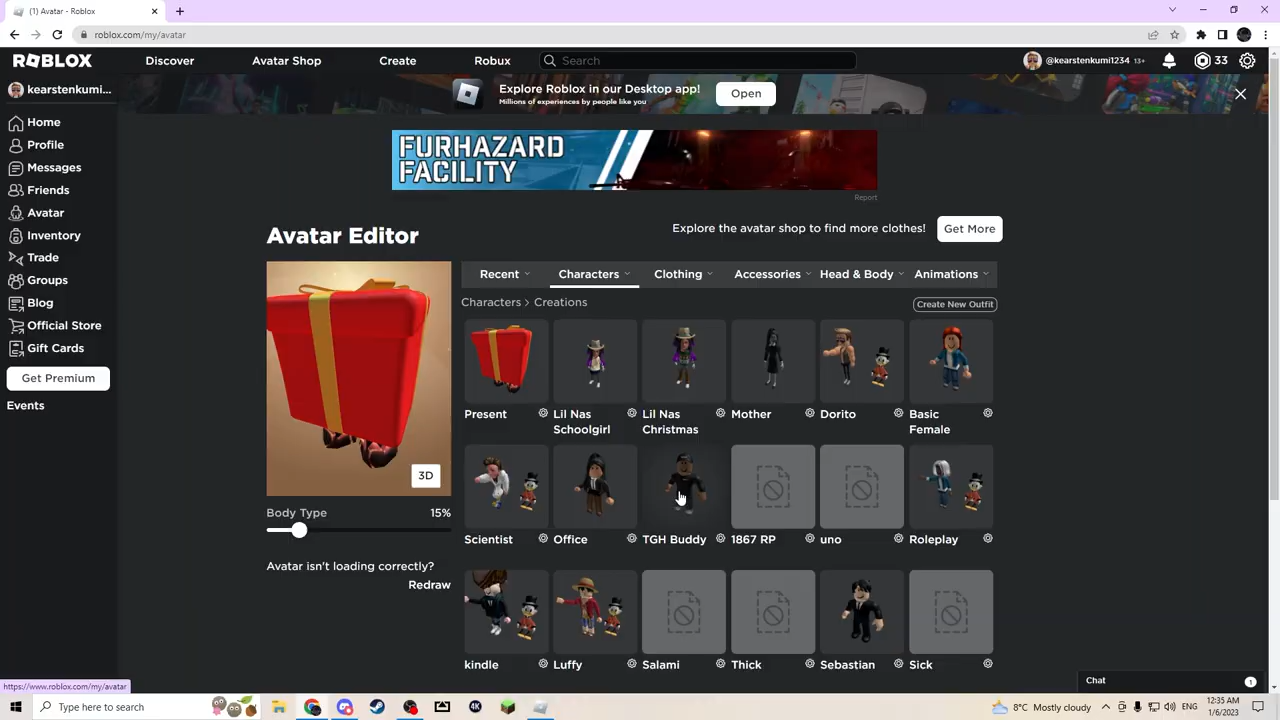 (1) Avatar - Roblox
roblox.com/my/avatar
ROBLOX Discover Avatar Shop Create Robux Search @kearstenkumi1234 13+ 33
kearstenkumi...
Explore Roblox in our Desktop app!
Millions of experiences by people like you
Open
Home
Profile
Messages
Friends
Avatar
Inventory
Trade
Groups
Blog
Official Store
Gift Cards
Get Premium
Events
FURHAZARD
FACILITY
Report
Avatar Editor
Explore the avatar shop to find more clothes! Get More
3D
Body Type 15%
Avatar isn't loading correctly?
Redraw
Recent Characters Clothing Accessories Head & Body Animations
Characters > Creations Create New Outfit
Present Lil Nas Schoolgirl Lil Nas Christmas Mother Dorito Basic Female
Scientist Office TGH Buddy 1867 RP uno Roleplay
kindle Luffy Salami Thick Sebastian Sick
Chat 1
https://www.roblox.com/my/avatar
Type here to search
4K
8°C Mostly cloudy ENG 12:35 AM
1/6/2023